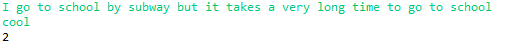 I go to school by subway but it takes a very long time to go to school
cool
2